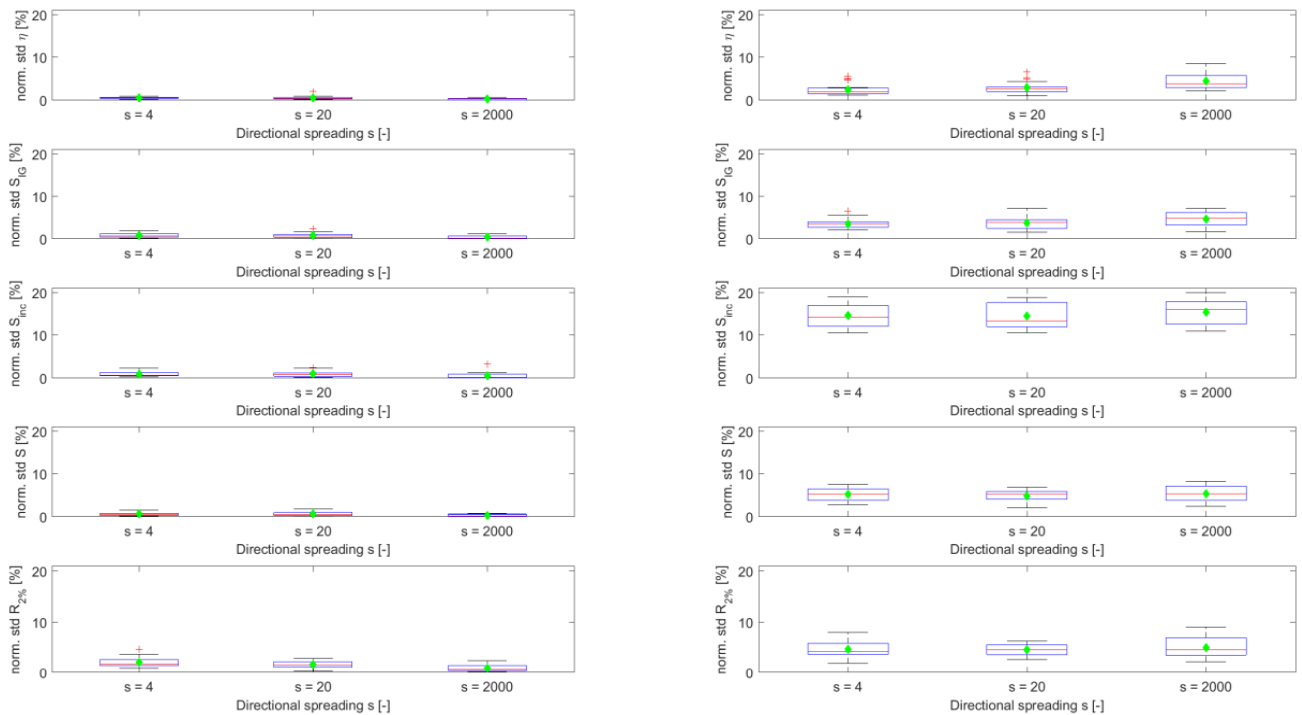 norm. std η [%]
20
10
0
s = 4
s = 20
s = 2000
Directional spreading s [-]
norm. std S_IG [%]
20
10
0
s = 4
s = 20
s = 2000
Directional spreading s [-]
norm. std S_inc [%]
20
10
0
s = 4
s = 20
s = 2000
Directional spreading s [-]
norm. std S [%]
20
10
0
s = 4
s = 20
s = 2000
Directional spreading s [-]
norm. std R_2% [%]
20
10
0
s = 4
s = 20
s = 2000
Directional spreading s [-]
norm. std η [%]
20
10
0
s = 4
s = 20
s = 2000
Directional spreading s [-]
norm. std S_IG [%]
20
10
0
s = 4
s = 20
s = 2000
Directional spreading s [-]
norm. std S_inc [%]
20
10
0
s = 4
s = 20
s = 2000
Directional spreading s [-]
norm. std S [%]
20
10
0
s = 4
s = 20
s = 2000
Directional spreading s [-]
norm. std R_2% [%]
20
10
0
s = 4
s = 20
s = 2000
Directional spreading s [-]